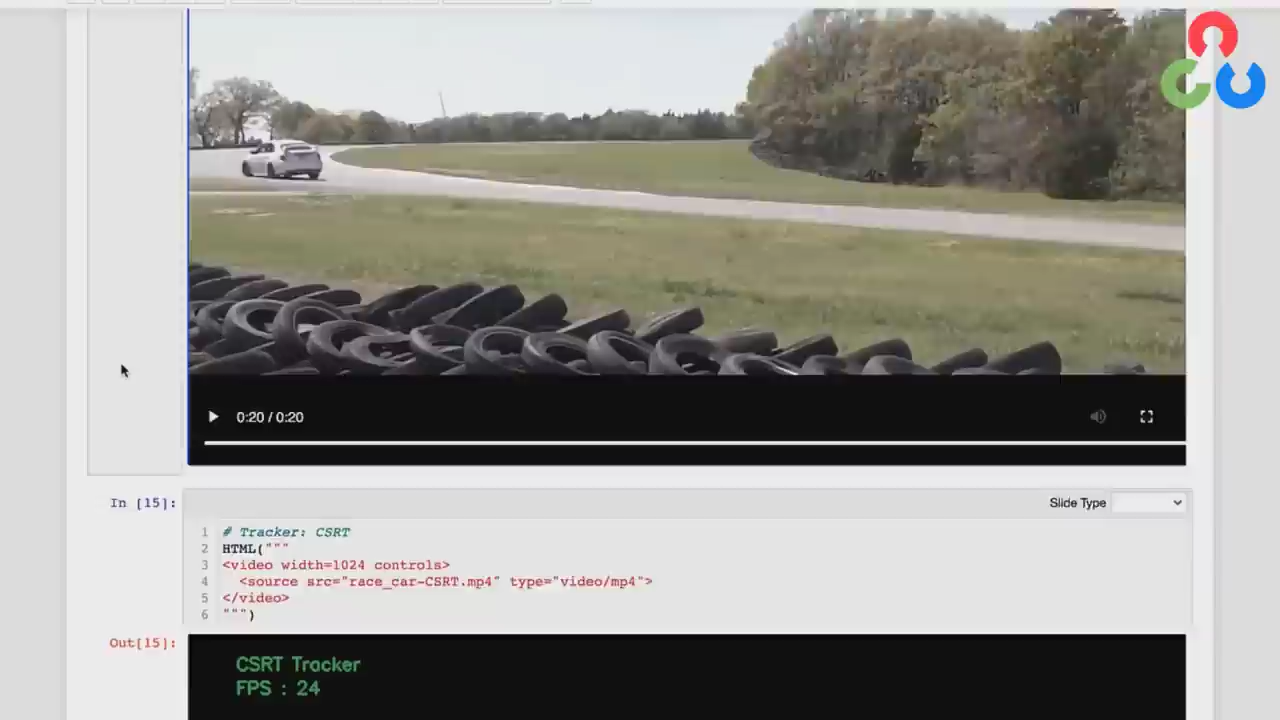 0:20 / 0:20
In [15]:
Slide Type
1 # Tracker: CSRT
2 HTML("""
3 <video width=1024 controls>
4 <source src="race_car-CSRT.mp4" type="video/mp4">
5 </video>
6 """)
Out[15]:
CSRT Tracker
FPS : 24